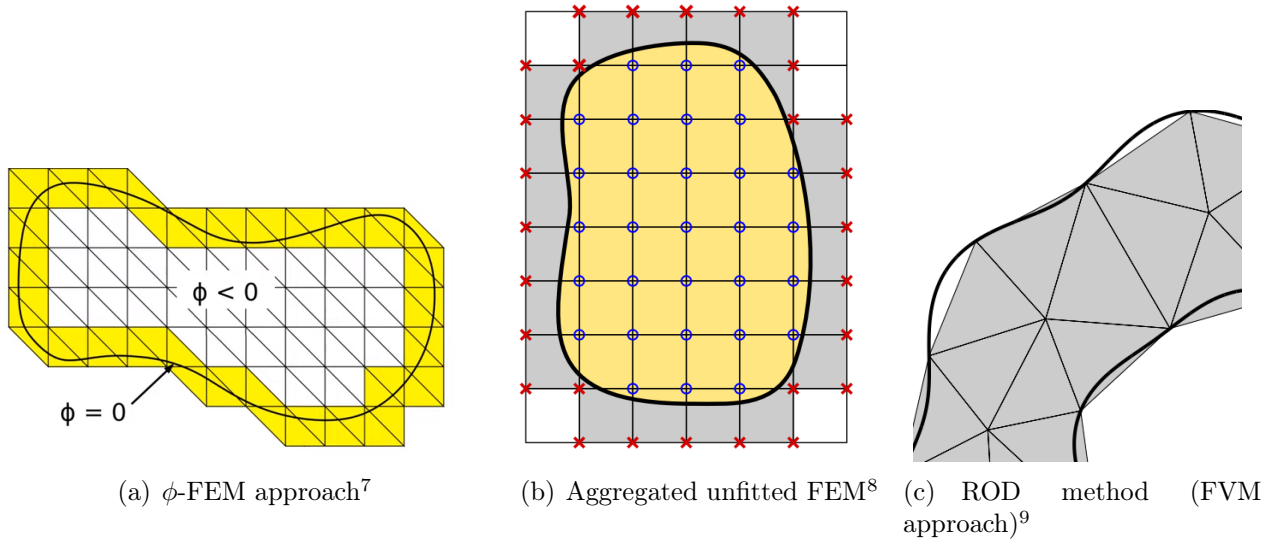 ϕ < 0
ϕ = 0
(a) ϕ-FEM approach⁷
(b) Aggregated unfitted FEM⁸
(c) ROD method (FVM
approach)⁹